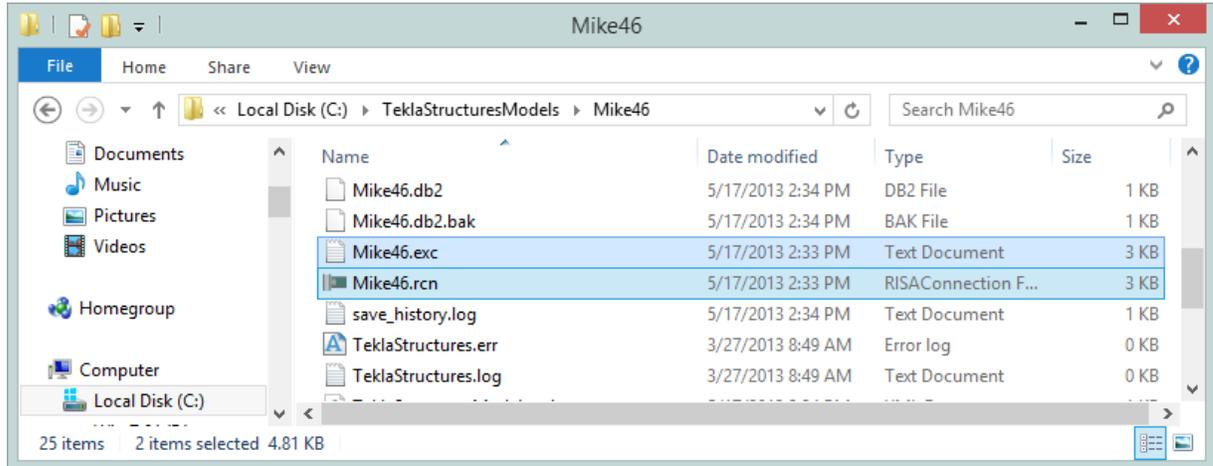 Mike46
File Home Share View
« Local Disk (C:) ▸ TeklaStructuresModels ▸ Mike46 Search Mike46
Documents
Music
Pictures
Videos
Homegroup
Computer
Local Disk (C:)
Name Date modified Type Size
Mike46.db2 5/17/2013 2:34 PM DB2 File 1 KB
Mike46.db2.bak 5/17/2013 2:34 PM BAK File 1 KB
Mike46.exc 5/17/2013 2:33 PM Text Document 3 KB
Mike46.rcn 5/17/2013 2:33 PM RISAConnection F... 3 KB
save_history.log 5/17/2013 2:34 PM Text Document 1 KB
TeklaStructures.err 3/27/2013 8:49 AM Error log 0 KB
TeklaStructures.log 3/27/2013 8:49 AM Text Document 0 KB
25 items 2 items selected 4.81 KB